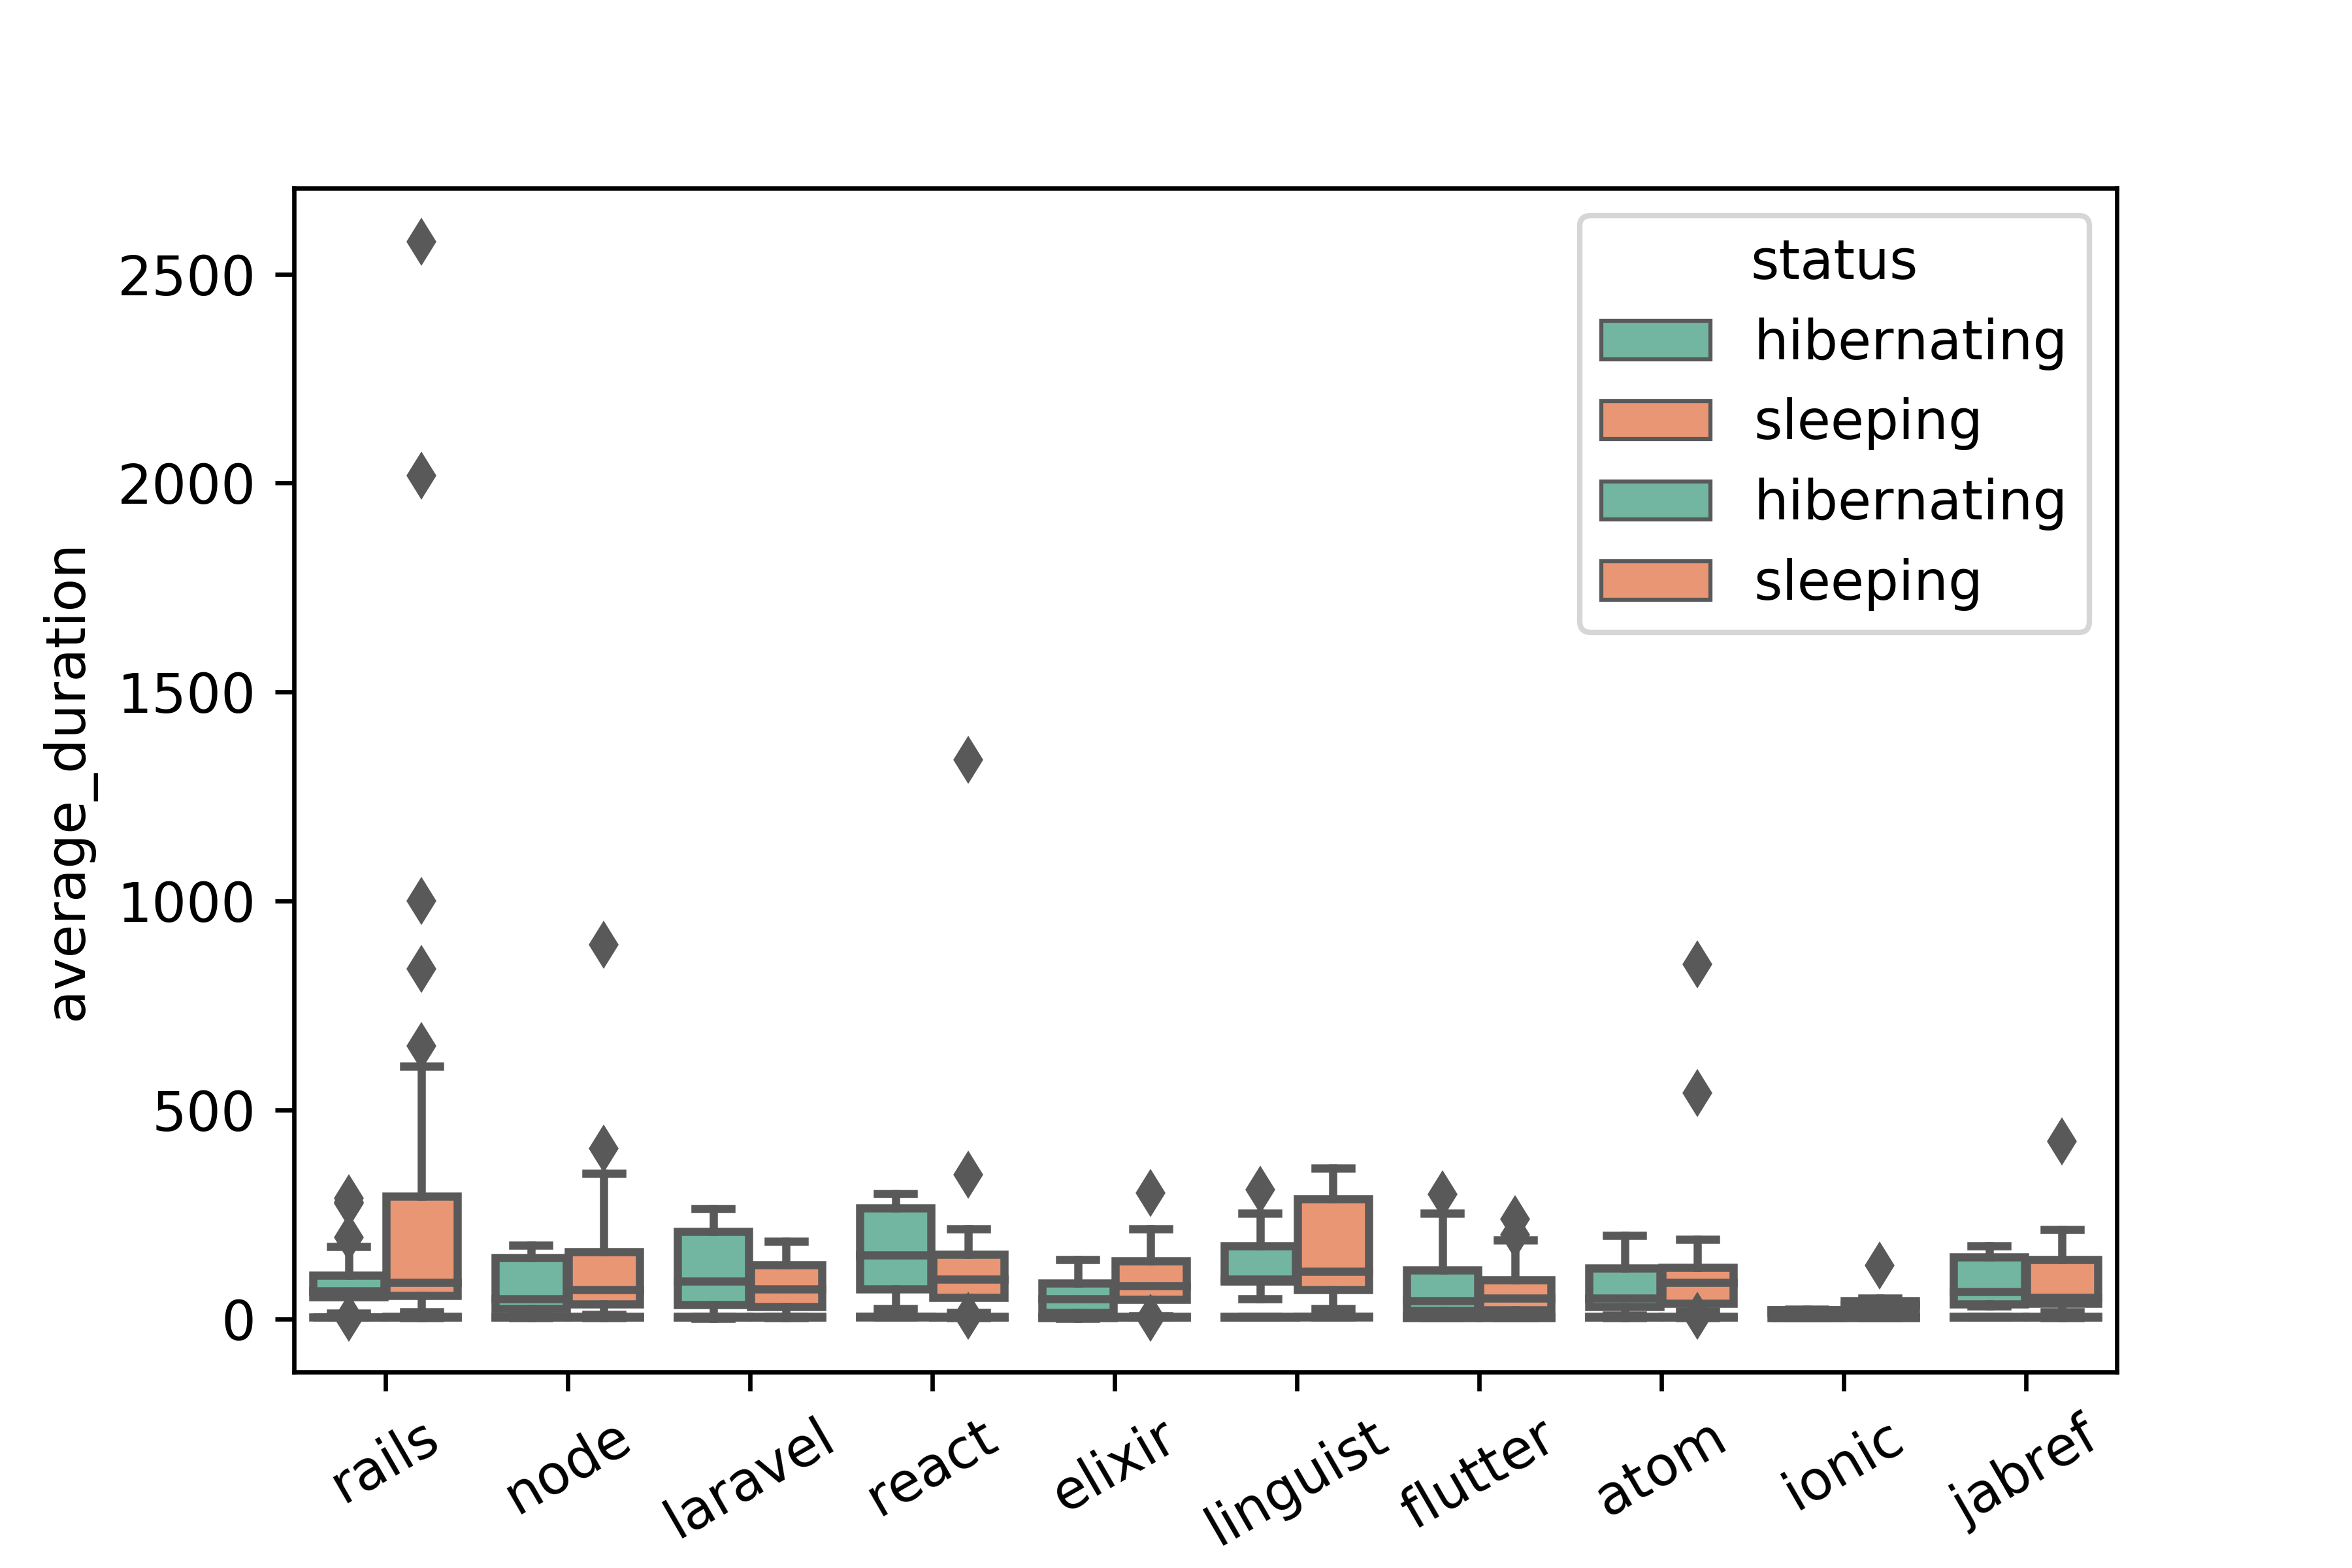 status
hibernating
sleeping
hibernating
sleeping
average_duration
2500
2000
1500
1000
500
0
rails
node
laravel
react
elixir
linguist
flutter
atom
ionic
jabref